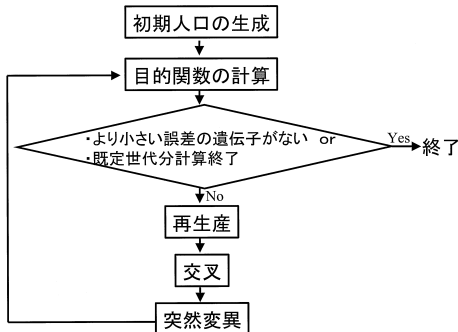 初期人口の生成
目的関数の計算
・より小さい誤差の遺伝子がない or
・既定世代分計算終了
Yes
終了
No
再生産
交叉
突然変異